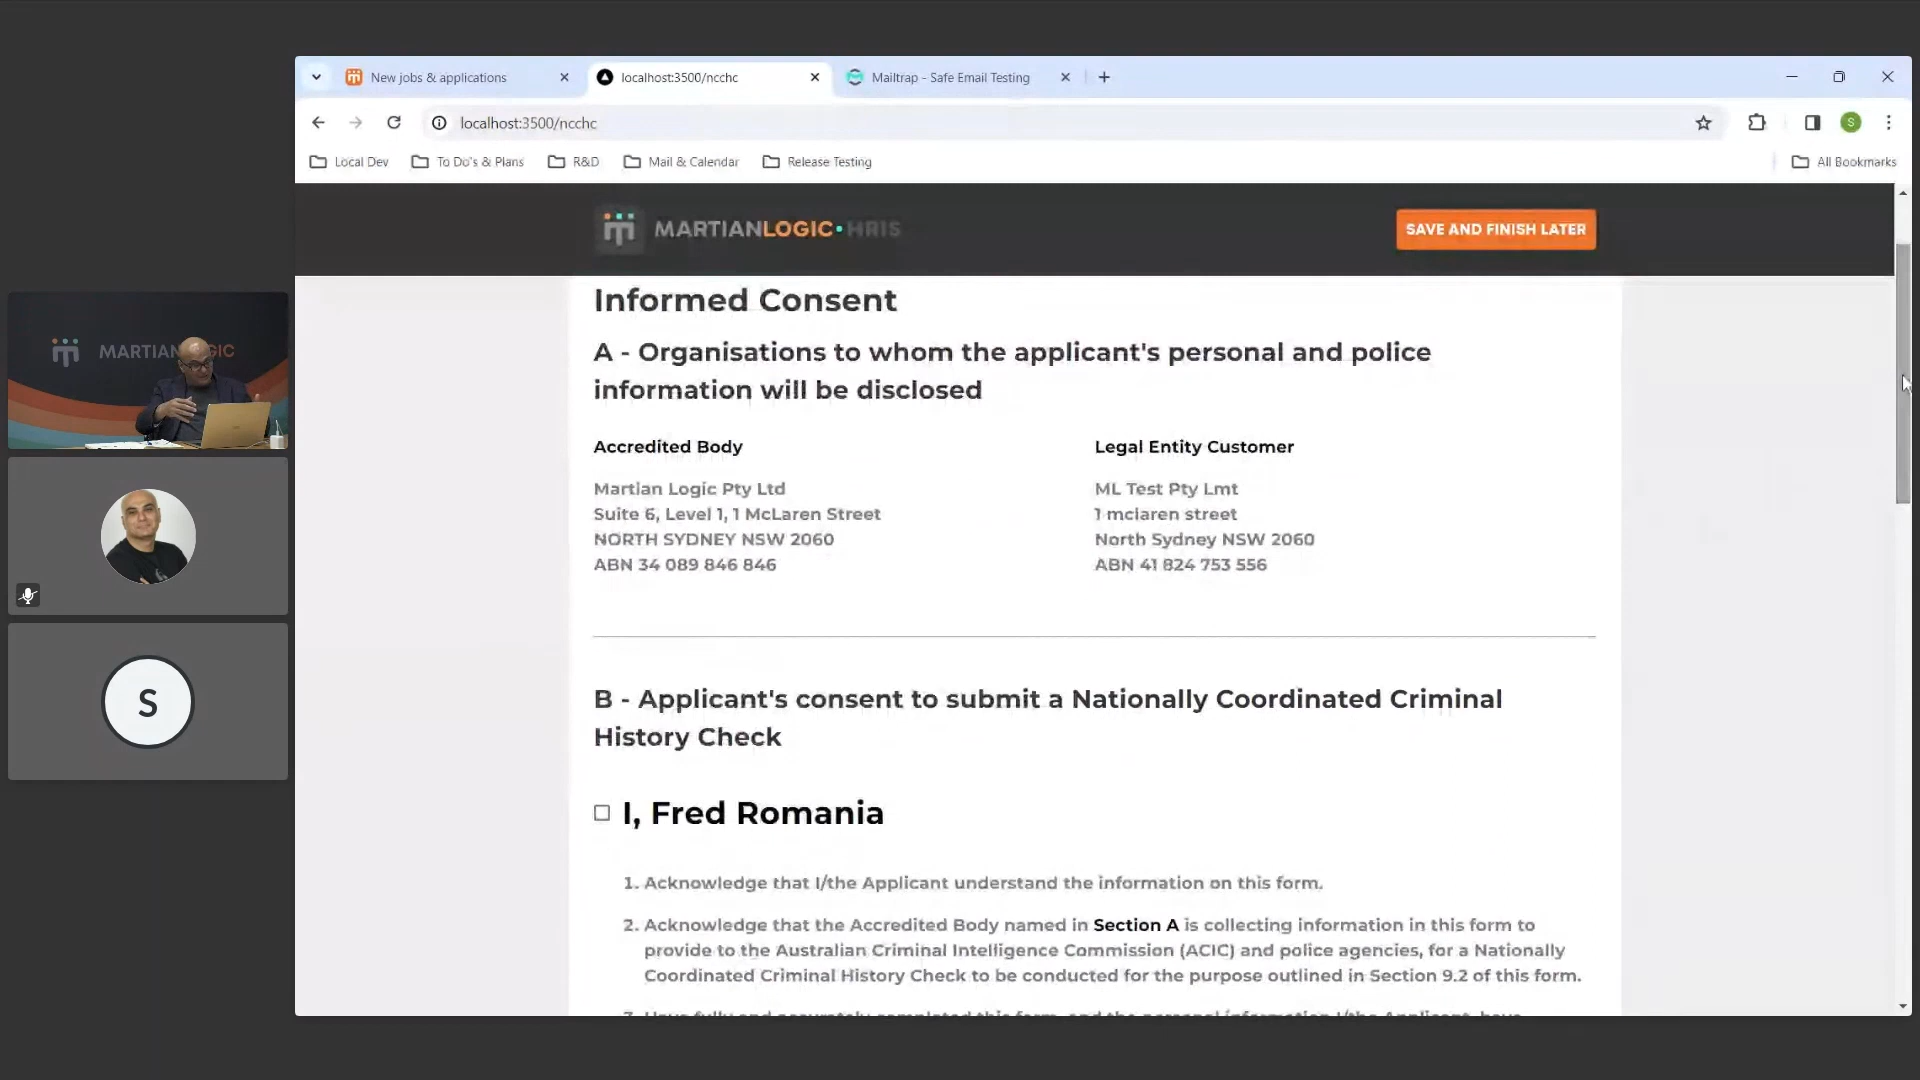 New jobs & applications
localhost:3500/ncchc
Mailtrap - Safe Email Testing
localhost:3500/ncchc
S
Local Dev
To Do's & Plans
R&D
Mail & Calendar
Release Testing
All Bookmarks
MARTIANLOGIC•HRIS
SAVE AND FINISH LATER
Informed Consent
A - Organisations to whom the applicant's personal and police
information will be disclosed
Accredited Body
Martian Logic Pty Ltd
Suite 6, Level 1, 1 McLaren Street
NORTH SYDNEY NSW 2060
ABN 34 089 846 846
Legal Entity Customer
ML Test Pty Lmt
1 mclaren street
North Sydney NSW 2060
ABN 41 824 753 556
B - Applicant's consent to submit a Nationally Coordinated Criminal
History Check
I, Fred Romania
1. Acknowledge that I/the Applicant understand the information on this form.
2. Acknowledge that the Accredited Body named in Section A is collecting information in this form to
provide to the Australian Criminal Intelligence Commission (ACIC) and police agencies, for a Nationally
Coordinated Criminal History Check to be conducted for the purpose outlined in Section 9.2 of this form.
MARTIAN GIC
S